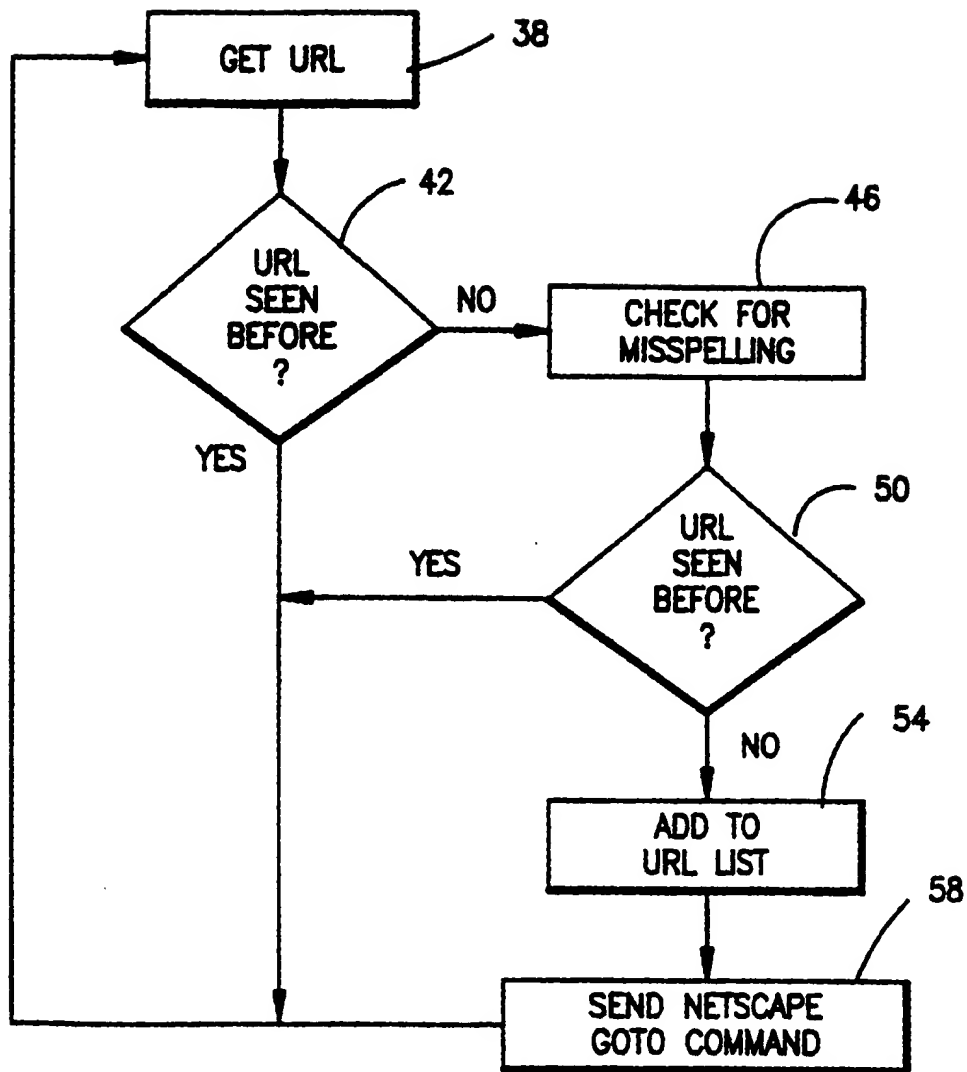 GET URL
38
42
URL
SEEN
BEFORE
?
NO
YES
46
CHECK FOR
MISSPELLING
50
URL
SEEN
BEFORE
?
YES
NO
54
ADD TO
URL LIST
58
SEND NETSCAPE
GOTO COMMAND